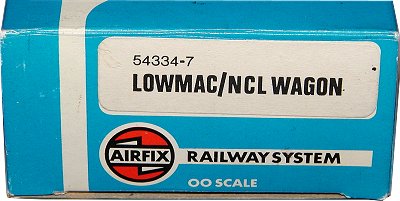 54334-7
LOWMAC/NCL WAGON
AIRFIX RAILWAY SYSTEM
OO SCALE